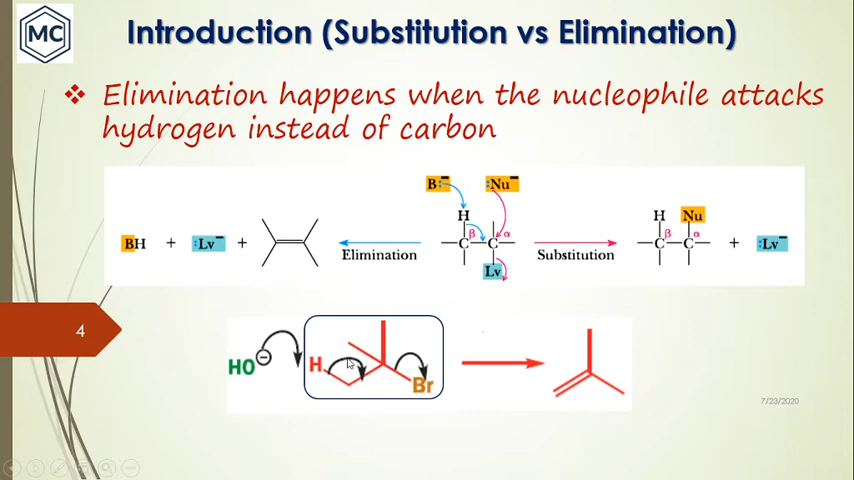 MC
Introduction (Substitution vs Elimination)
❖ Elimination happens when the nucleophile attacks
hydrogen instead of carbon
B:⁻ :Nu⁻
H H Nu
BH + :Lv⁻ + β C C α β C C α + :Lv⁻
Elimination Substitution
Lv
4
HO⊖ H Br
7/23/2020